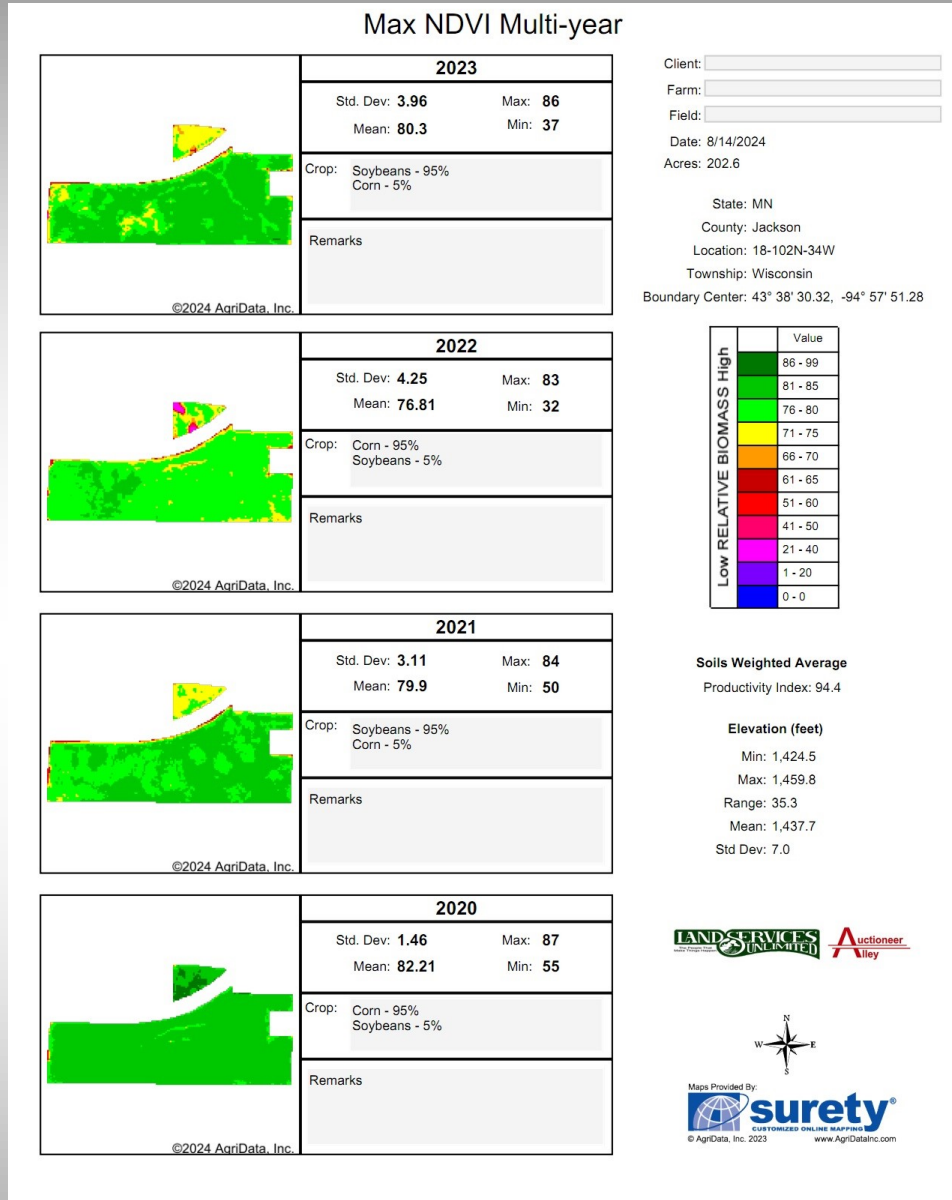 Max NDVI Multi-year
2023
Std. Dev: 3.96 Max: 86
Mean: 80.3 Min: 37
Crop: Soybeans - 95%
Corn - 5%
Remarks
©2024 AgriData, Inc.
2022
Std. Dev: 4.25 Max: 83
Mean: 76.81 Min: 32
Crop: Corn - 95%
Soybeans - 5%
Remarks
©2024 AgriData, Inc.
2021
Std. Dev: 3.11 Max: 84
Mean: 79.9 Min: 50
Crop: Soybeans - 95%
Corn - 5%
Remarks
©2024 AgriData, Inc.
2020
Std. Dev: 1.46 Max: 87
Mean: 82.21 Min: 55
Crop: Corn - 95%
Soybeans - 5%
Remarks
©2024 AgriData, Inc.
Client:
Farm:
Field:
Date: 8/14/2024
Acres: 202.6
State: MN
County: Jackson
Location: 18-102N-34W
Township: Wisconsin
Boundary Center: 43° 38' 30.32, -94° 57' 51.28
Low RELATIVE BIOMASS High
Value
86 - 99
81 - 85
76 - 80
71 - 75
66 - 70
61 - 65
51 - 60
41 - 50
21 - 40
1 - 20
0 - 0
Soils Weighted Average
Productivity Index: 94.4
Elevation (feet)
Min: 1,424.5
Max: 1,459.8
Range: 35.3
Mean: 1,437.7
Std Dev: 7.0
LAND SERVICES
UNLIMITED
Auctioneer
Alley
N
W E
S
Maps Provided By:
surety®
CUSTOMIZED ONLINE MAPPING
© AgriData, Inc. 2023 www.AgriDataInc.com